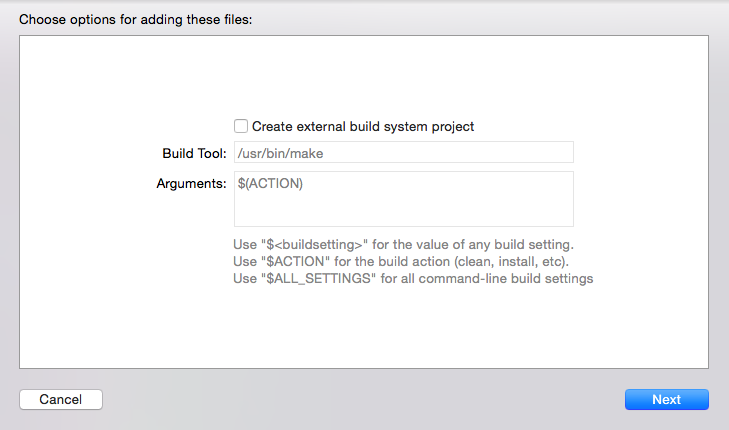 Choose options for adding these files:
Create external build system project
Build Tool: /usr/bin/make
Arguments: $(ACTION)
Use "$<buildsetting>" for the value of any build setting.
Use "$ACTION" for the build action (clean, install, etc).
Use "$ALL_SETTINGS" for all command-line build settings
Cancel Next